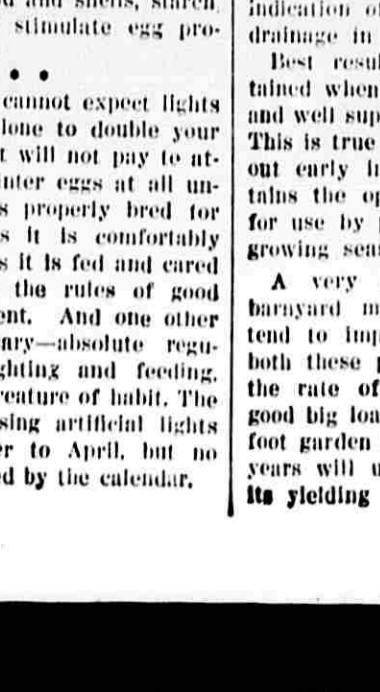 and shells, starch,
stimulate egg pro-
• •
cannot expect lights
lone to double your
t will not pay to at-
inter eggs at all un-
s properly bred for
s it is comfortably
s it is fed and cared
the rules of good
ent. And one other
ary—absolute regu-
ghting and feeding.
reature of habit. The
sing artificial lights
er to April, but no
ed by the calendar.
indication o
drainage in
Best resul
tained when
and well sup
This is true
out early in
tains the op
for use by p
growing seas
A very
barnyard m
tend to imp
both these p
the rate of
good big loa
foot garden
years will u
its yielding